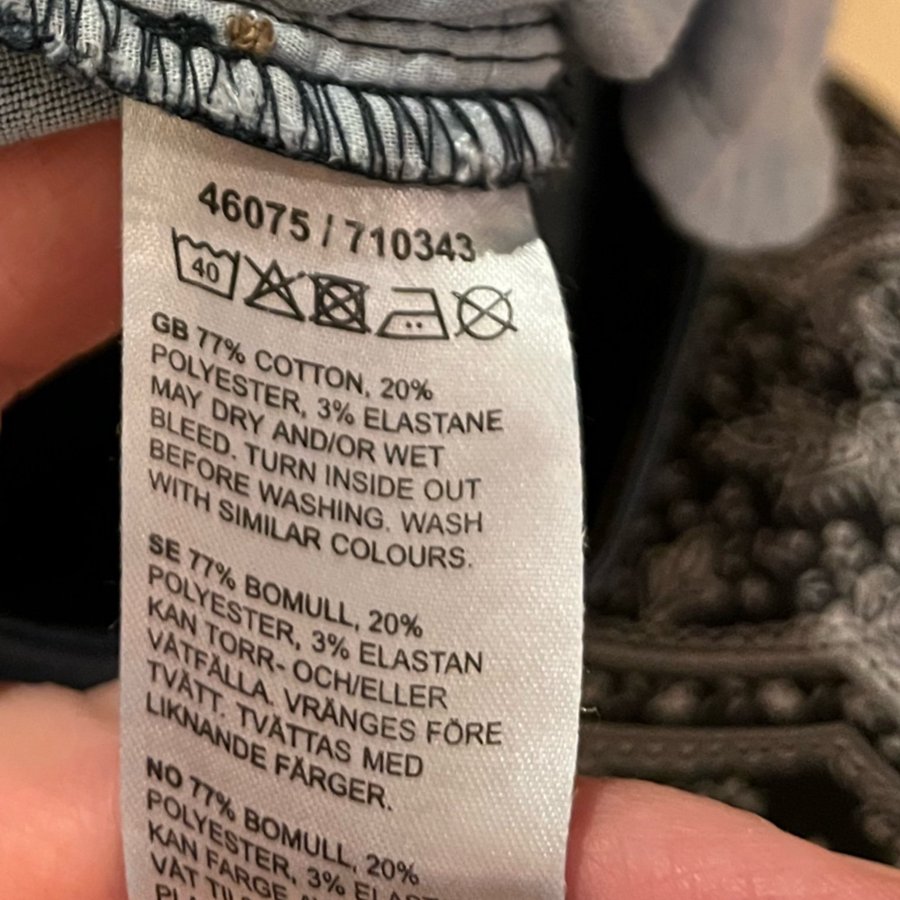 46075 / 710343
40
GB 77% COTTON, 20%
POLYESTER, 3% ELASTANE
MAY DRY AND/OR WET
BLEED. TURN INSIDE OUT
BEFORE WASHING. WASH
WITH SIMILAR COLOURS.
SE 77% BOMULL, 20%
POLYESTER, 3% ELASTAN
KAN TORR- OCH/ELLER
VÅTFÄLLA. VRÄNGES FÖRE
TVÄTT. TVÄTTAS MED
LIKNANDE FÄRGER.
NO 77% BOMULL, 20%
POLYESTER, 3%
KAN FARGE
VÅT